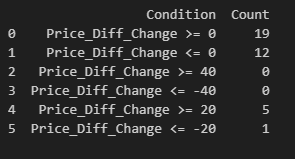 Condition Count
0 Price_Diff_Change >= 0 19
1 Price_Diff_Change <= 0 12
2 Price_Diff_Change >= 40 0
3 Price_Diff_Change <= -40 0
4 Price_Diff_Change >= 20 5
5 Price_Diff_Change <= -20 1